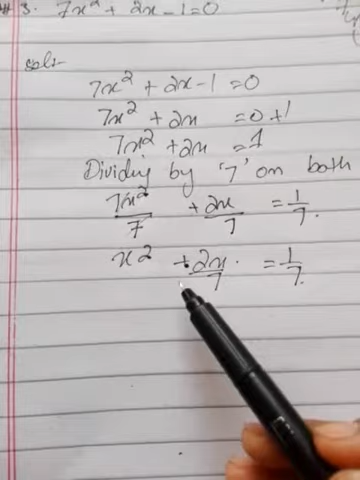 3. 7x² + 2x - 1 = 0
sol:-
7x² + 2x - 1 = 0
7x² + 2x = 0 + 1
7x² + 2x = 1
Dividing by '7' on both
7x²/7 + 2x/7 = 1/7.
x² + 2x/7 . = 1/7.